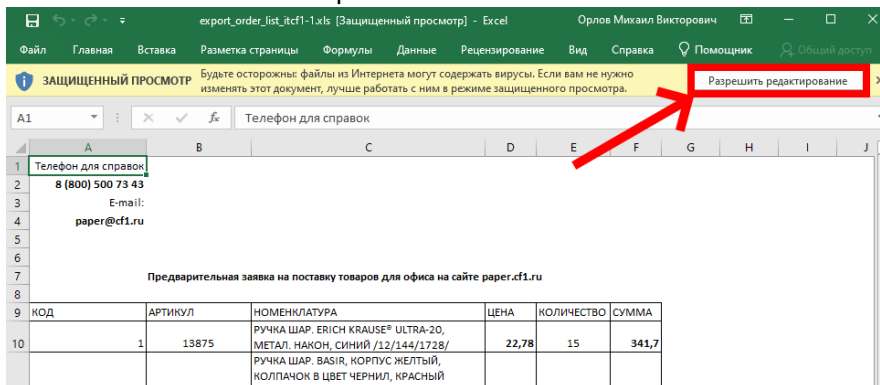 export_order_list_itcf1-1.xls [Защищенный просмотр] - Excel Орлов Михаил Викторович
Файл Главная Вставка Разметка страницы Формулы Данные Рецензирование Вид Справка Помощник Общий доступ
ЗАЩИЩЕННЫЙ ПРОСМОТР Будьте осторожны: файлы из Интернета могут содержать вирусы. Если вам не нужно
изменять этот документ, лучше работать с ним в режиме защищенного просмотра. Разрешить редактирование
A1 fx Телефон для справок
A B C D E F G H I J
1 Телефон для справок
2 8 (800) 500 73 43
3 E-mail:
4 paper@cf1.ru
5
6
7 Предварительная заявка на поставку товаров для офиса на сайте paper.cf1.ru
8
9 КОД АРТИКУЛ НОМЕНКЛАТУРА ЦЕНА КОЛИЧЕСТВО СУММА
РУЧКА ШАР. ERICH KRAUSE® ULTRA-20,
10 1 13875 МЕТАЛ. НАКОН, СИНИЙ /12/144/1728/ 22,78 15 341,7
РУЧКА ШАР. BASIR, КОРПУС ЖЕЛТЫЙ,
КОЛПАЧОК В ЦВЕТ ЧЕРНИЛ, КРАСНЫЙ